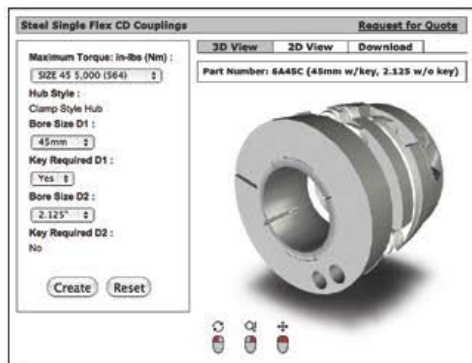 Steel Single Flex CD Couplings
Request for Quote
Maximum Torque: in-lbs (Nm) :
SIZE 45 5,000 (564)
Hub Style :
Clamp Style Hub
Bore Size D1 :
45mm
Key Required D1 :
Yes
Bore Size D2 :
2.125"
Key Required D2 :
No
Create
Reset
3D View
2D View
Download
Part Number: 6A45C (45mm w/key, 2.125 w/o key)